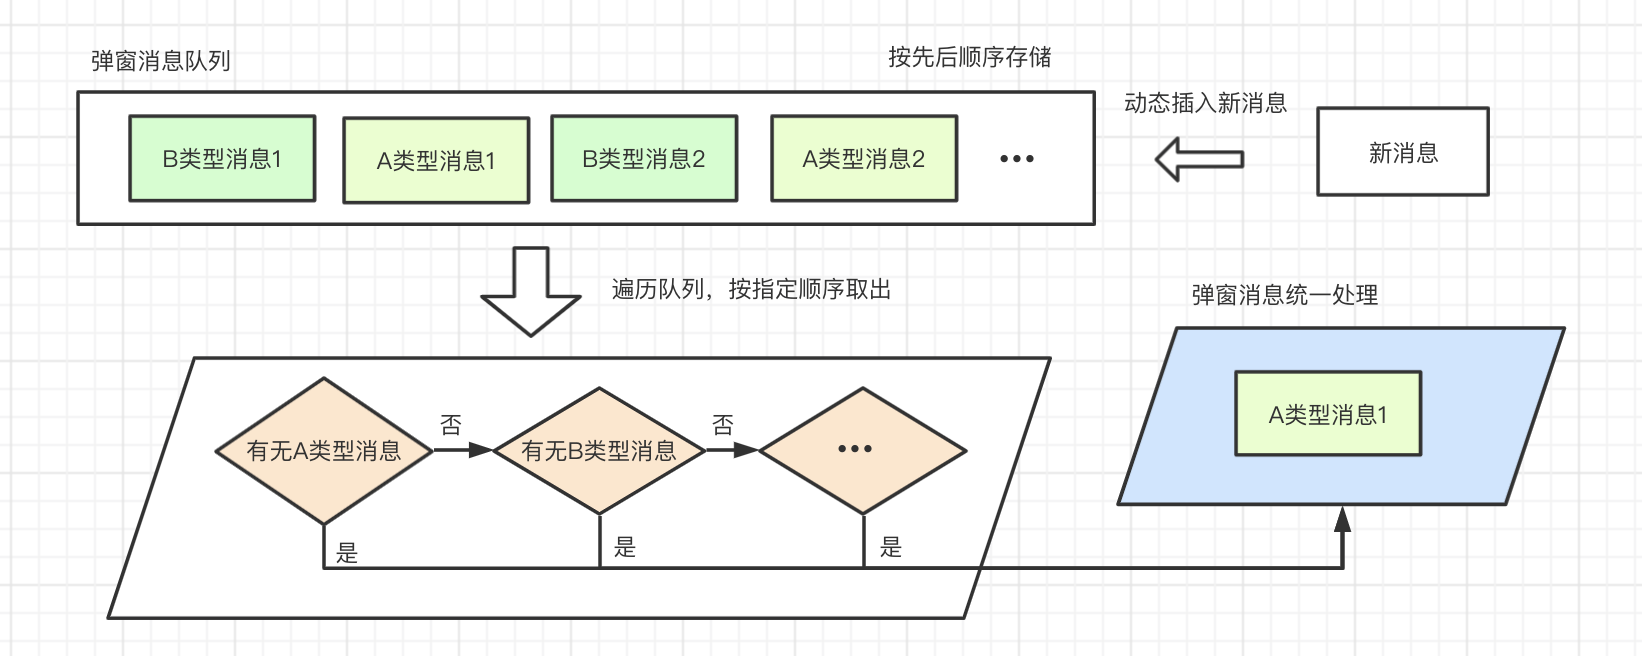 弹窗消息队列
按先后顺序存储
动态插入新消息
B类型消息1
A类型消息1
B类型消息2
A类型消息2
•••
新消息
遍历队列，按指定顺序取出
弹窗消息统一处理
A类型消息1
有无A类型消息
否
有无B类型消息
否
•••
是
是
是